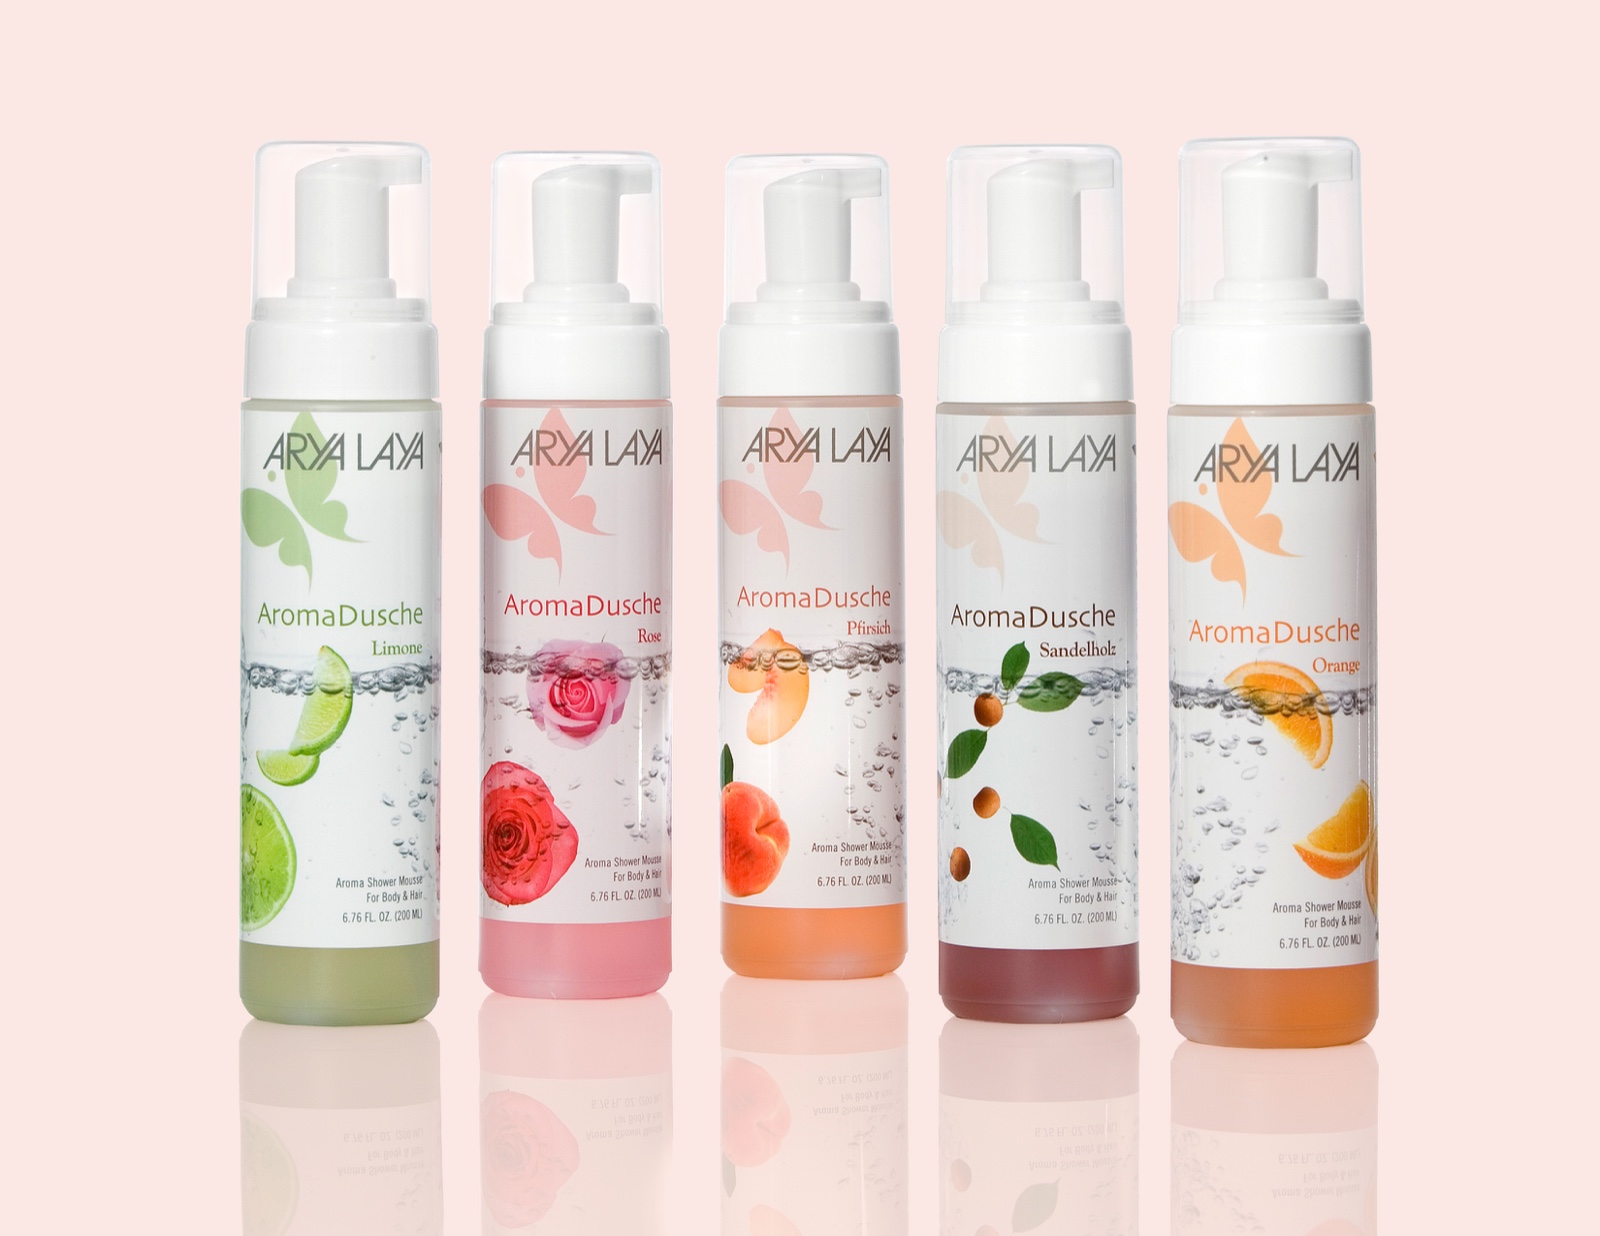 ARYA LAYA
AromaDusche
Limone
Aroma Shower Mousse
For Body & Hair
6.76 FL. OZ. (200 ML)
ARYA LAYA
AromaDusche
Rose
Aroma Shower Mousse
For Body & Hair
6.76 FL. OZ. (200 ML)
ARYA LAYA
AromaDusche
Pfirsich
Aroma Shower Mousse
For Body & Hair
6.76 FL. OZ. (200 ML)
ARYA LAYA
AromaDusche
Sandelholz
Aroma Shower Mousse
For Body & Hair
6.76 FL. OZ. (200 ML)
ARYA LAYA
AromaDusche
Orange
Aroma Shower Mousse
For Body & Hair
6.76 FL. OZ. (200 ML)